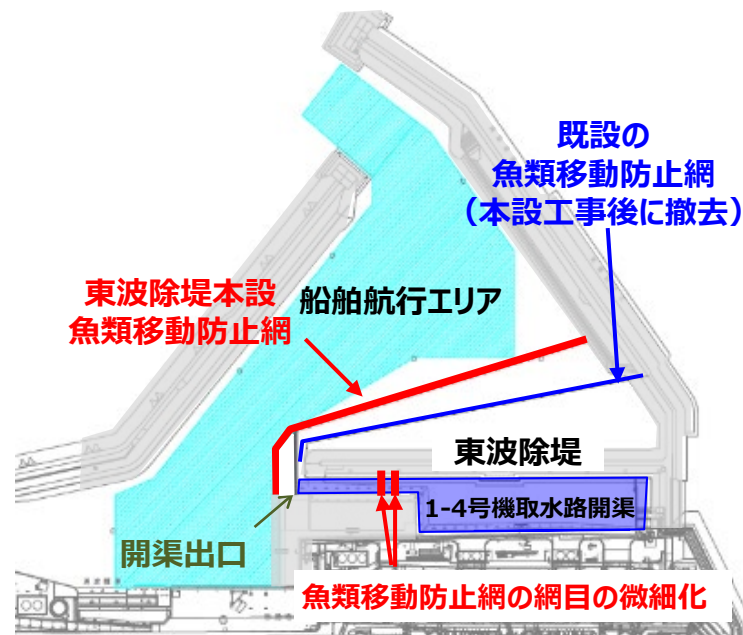 既設の
魚類移動防止網
（本設工事後に撤去）
東波除堤本設
魚類移動防止網
船舶航行エリア
東波除堤
1-4号機取水路開渠
開渠出口
魚類移動防止網の網目の微細化